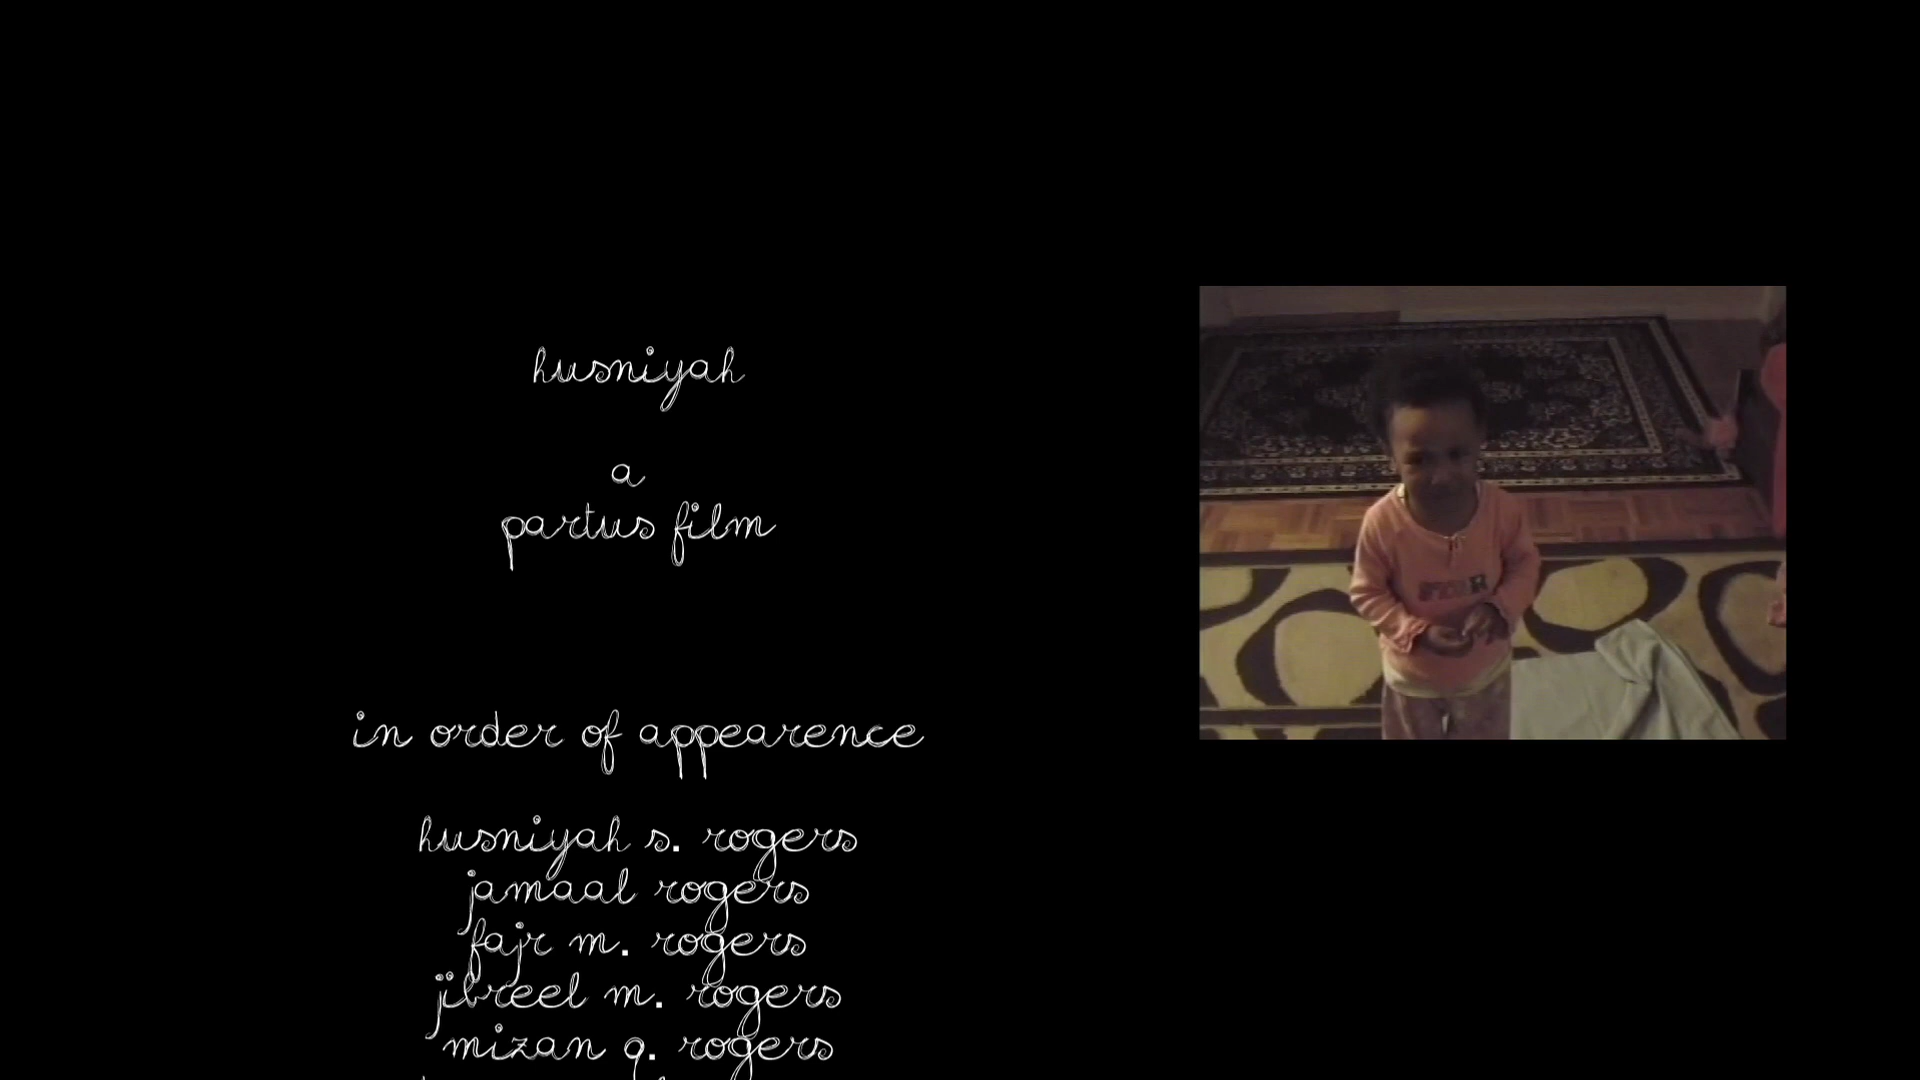 husniyah
a
partus film
in order of appearence
husniyah s. rogers
jamaal rogers
fajr m. rogers
jibreel m. rogers
mizan q. rogers